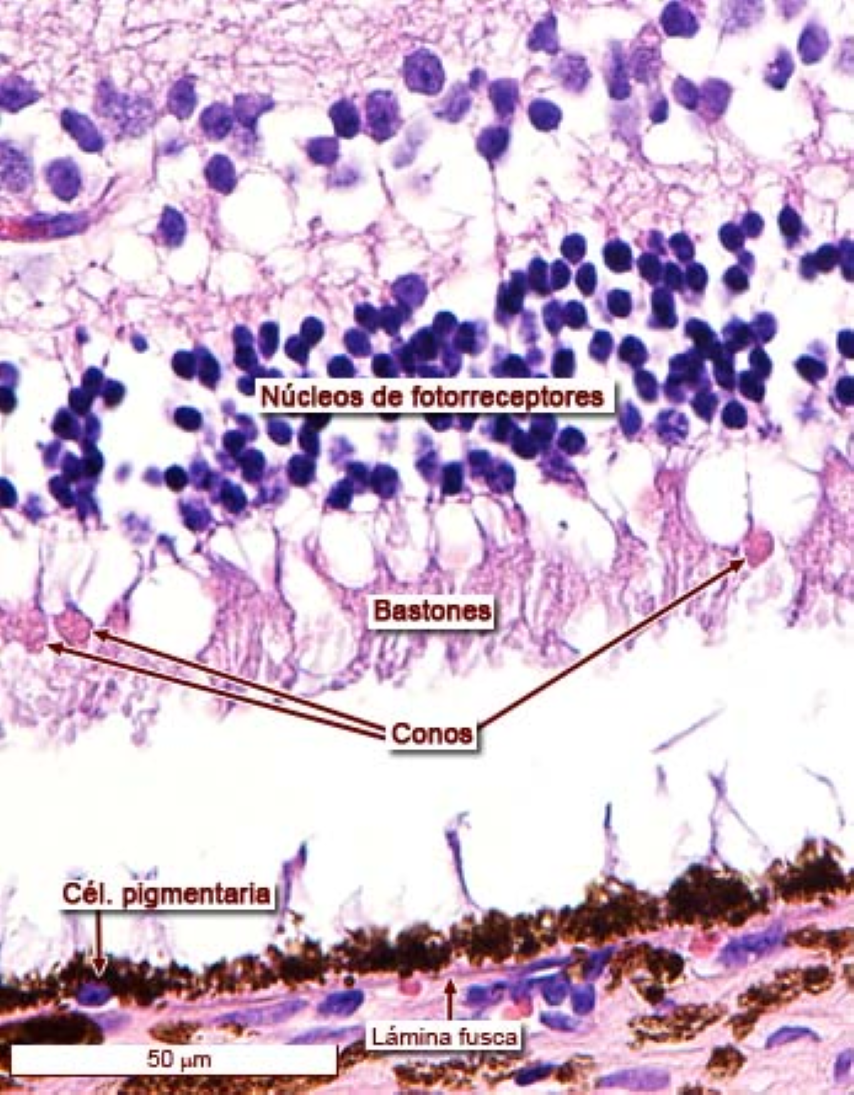 Núcleos de fotorreceptores
Bastones
Conos
Cél. pigmentaria
Lámina fusca
50 µm